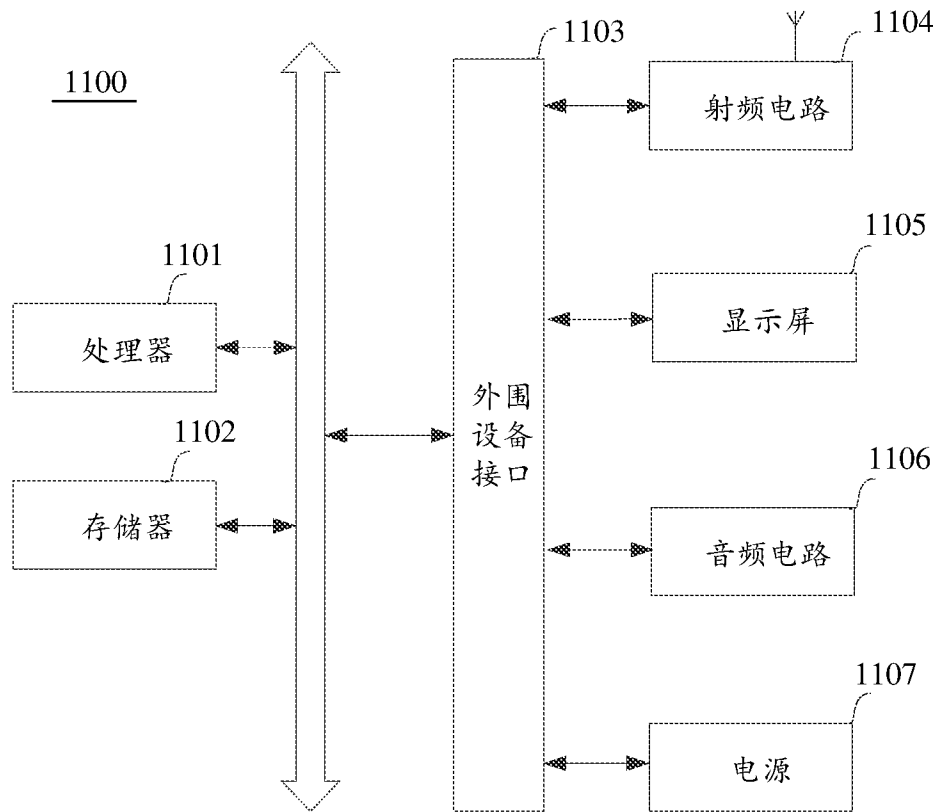 1100
1101
处理器
1102
存储器
1103
外围
设备
接口
1104
射频电路
1105
显示屏
1106
音频电路
1107
电源